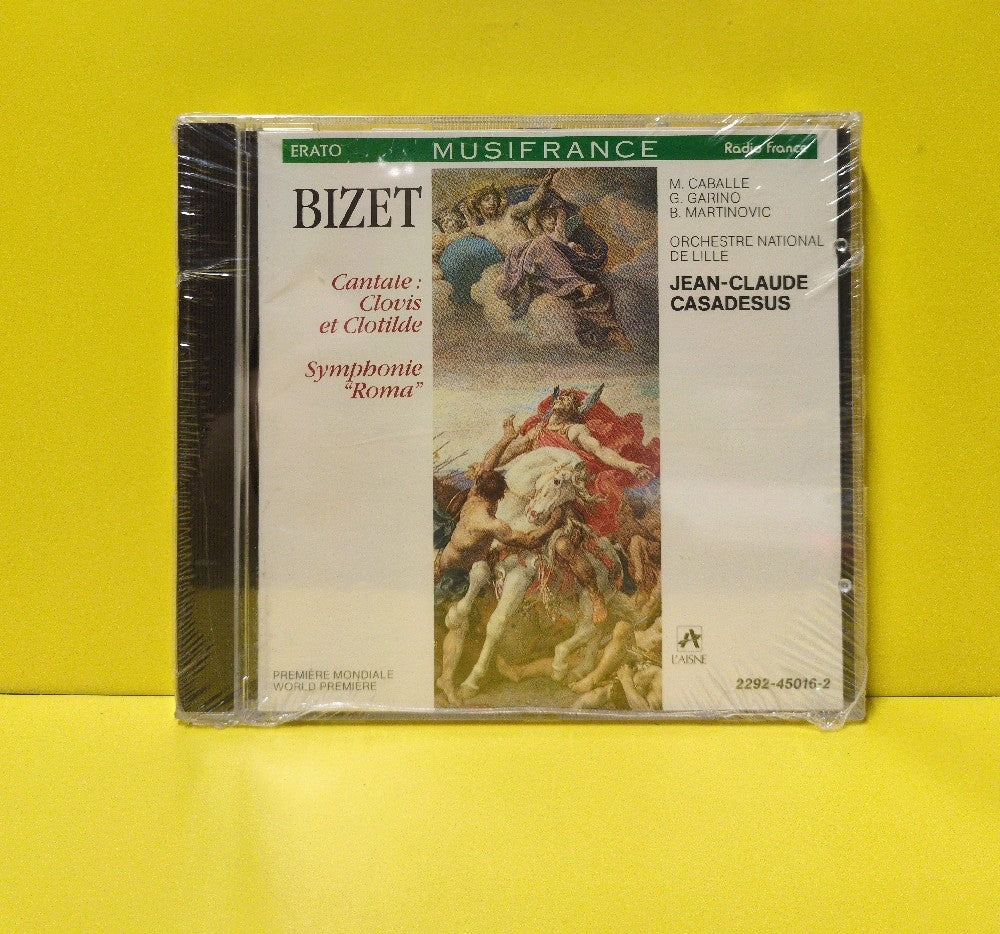 ERATO MUSIFRANCE Radio France
BIZET
Cantate :
Clovis
et Clotilde
Symphonie
"Roma"
M. CABALLE
G. GARINO
B. MARTINOVIC
ORCHESTRE NATIONAL
DE LILLE
JEAN-CLAUDE
CASADESUS
L'AISNE
PREMIÈRE MONDIALE
WORLD PREMIERE
2292-45016-2